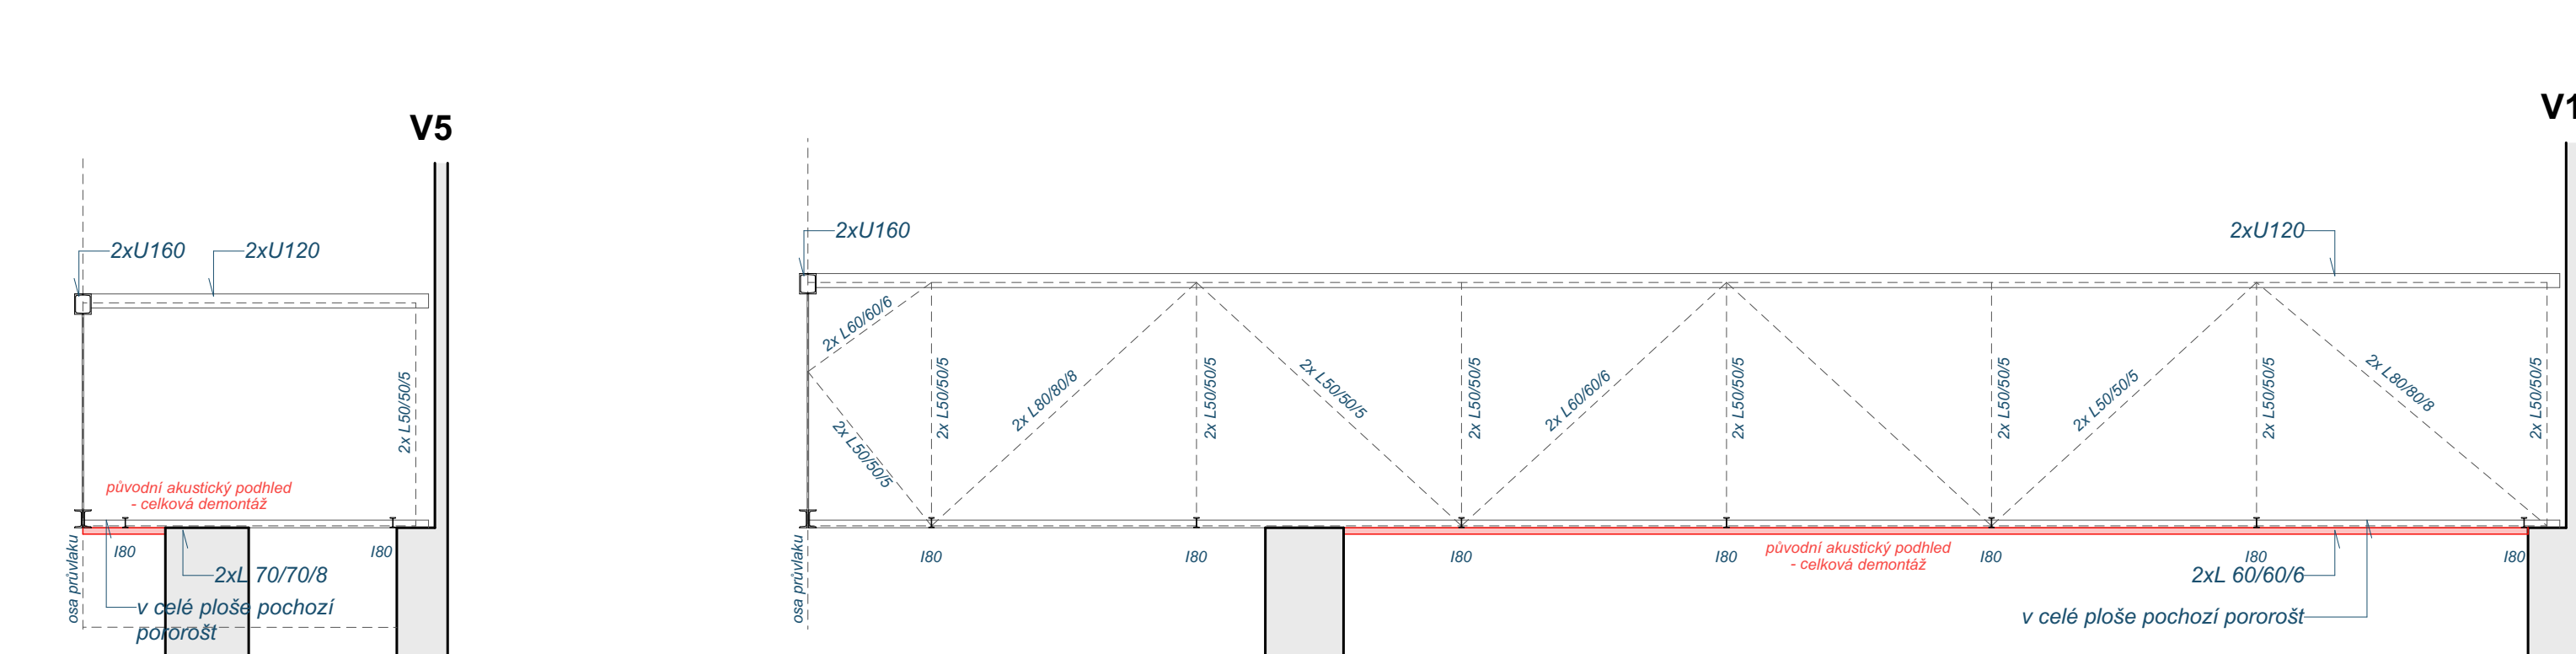 V5
2xU160
2xU120
2x L50/50/5
původní akustický podhled
- celková demontáž
I80
I80
osa průvlaku
2xL 70/70/8
v celé ploše pochozí
pororošt
V1
2xU160
2xU120
2x L60/60/6
2x L50/50/5
2x L50/50/5
2x L80/80/8
2x L50/50/5
2x L50/50/5
2x L50/50/5
2x L60/60/6
2x L50/50/5
2x L50/50/5
2x L50/50/5
2x L50/50/5
2x L80/80/8
2x L50/50/5
osa průvlaku
I80
I80
I80
I80
původní akustický podhled
- celková demontáž
I80
I80
I80
2xL 60/60/6
v celé ploše pochozí pororošt